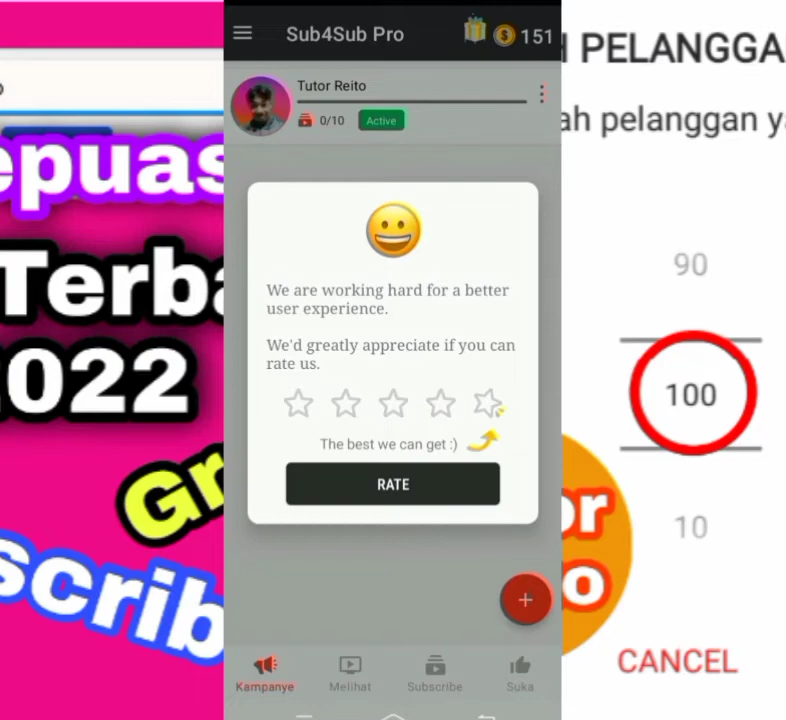 epuas
Terba
2022
Gr
scrib
Sub4Sub Pro
151
Tutor Reito
0/10
Active
We are working hard for a better
user experience.
We'd greatly appreciate if you can
rate us.
The best we can get :)
RATE
Kampanye
Melihat
Subscribe
Suka
PELANGGA
ah pelanggan ya
90
100
10
or
o
CANCEL